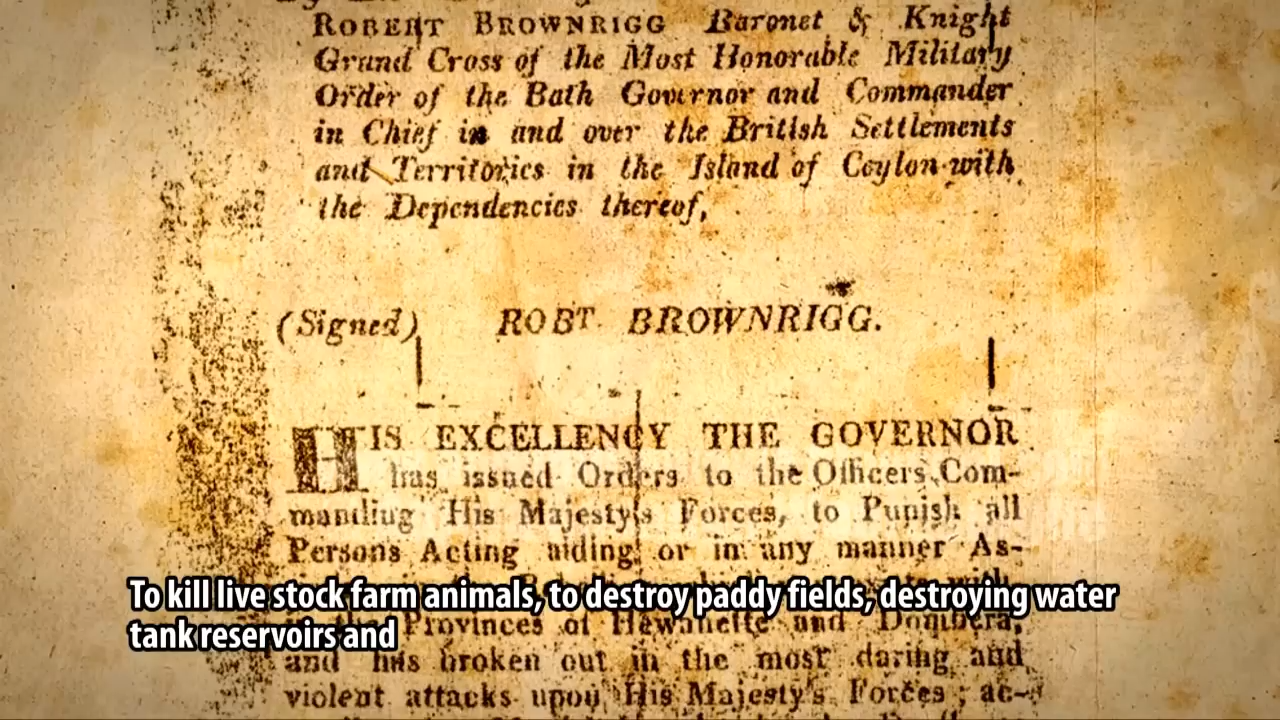 ROBERT BROWNRIGG Baronet & Knight
Grand Cross of the Most Honorable Military
Order of the Bath Governor and Commander
in Chief in and over the British Settlements
and Territories in the Island of Ceylon with
the Dependencies thereof,
(Signed) ROBT. BROWNRIGG.
HIS EXCELLENCY THE GOVERNOR
has issued Orders to the Officers Com-
manding His Majesty's Forces, to Punish all
Persons Acting aiding or in any manner As-
To kill live stock farm animals, to destroy paddy fields, destroying water
tank reservoirs and
Provinces of Hewahette and Dombera,
and has broken out in the most daring and
violent attacks upon His Majesty's Forces; ac-